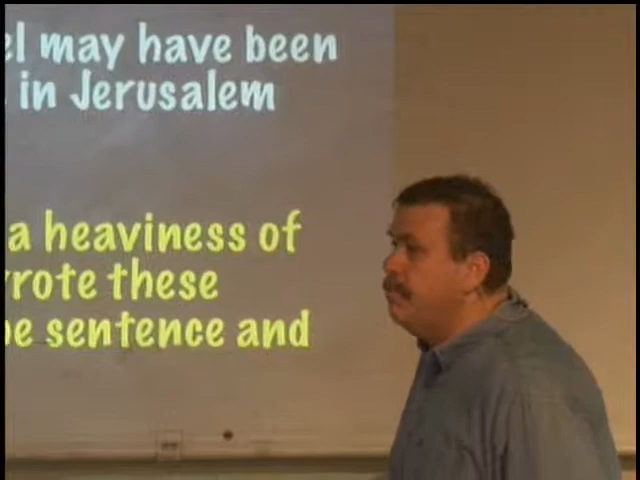 el may have been
in Jerusalem
a heaviness of
rote these
e sentence and